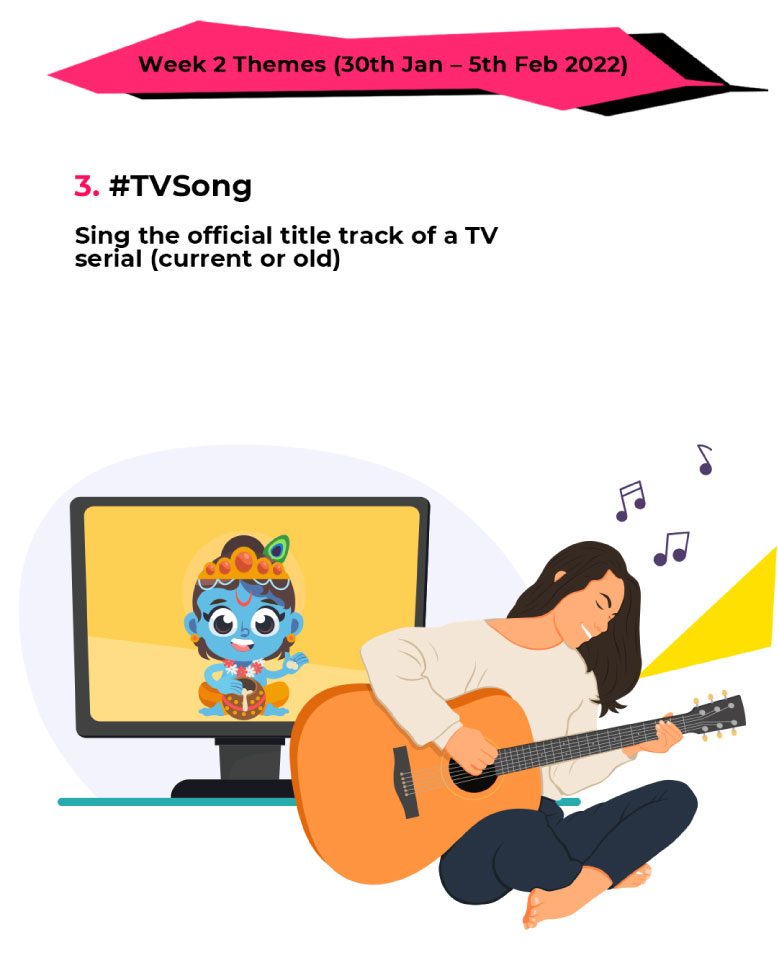 Week 2 Themes (30th Jan – 5th Feb 2022)
3. #TVSong
Sing the official title track of a TV
serial (current or old)